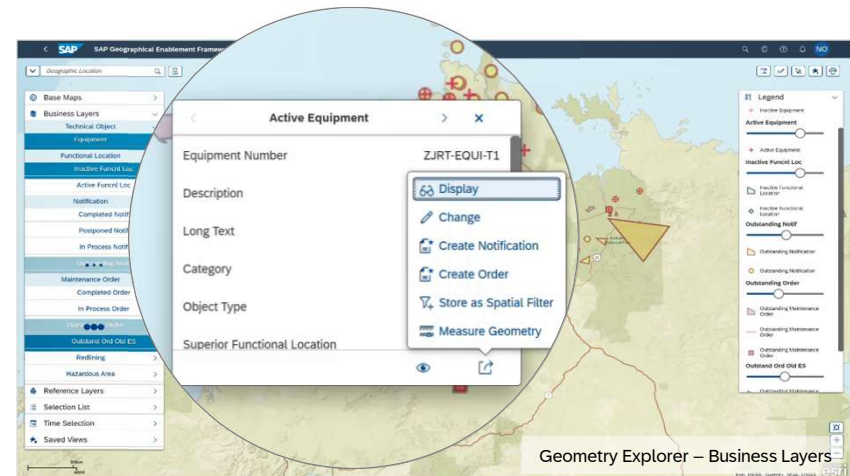 SAP
SAP Geographical Enablement Framew
NO
Geographic Location
Base Maps
Business Layers
Technical Object
Equipment
Functional Location
Inactive Funcnl Loc
Active Funcnl Loc
Notification
Completed Notif
Postponed Notif
In Process Notif
Maintenance Order
Completed Order
In Process Order
Outstand Ord Old ES
Redlining
Hazardous Area
Reference Layers
Selection List
Time Selection
Saved Views
Active Equipment
Equipment Number
ZJRT-EQUI-T1
Description
Long Text
Category
Object Type
Superior Functional Location
Display
Change
Create Notification
Create Order
Store as Spatial Filter
Measure Geometry
Legend
Inactive Equipment
Active Equipment
Active Equipment
Inactive Funcnl Loc
Inactive Functional
Location
Inactive Functional
Location
Outstanding Notif
Outstanding Notification
Outstanding Notification
Outstanding Order
Outstanding Maintenance
Order
Outstanding Maintenance
Order
Outstanding Maintenance
Order
Outstand Ord Old ES
Outstanding Maintenance
Geometry Explorer – Business Layers
esri